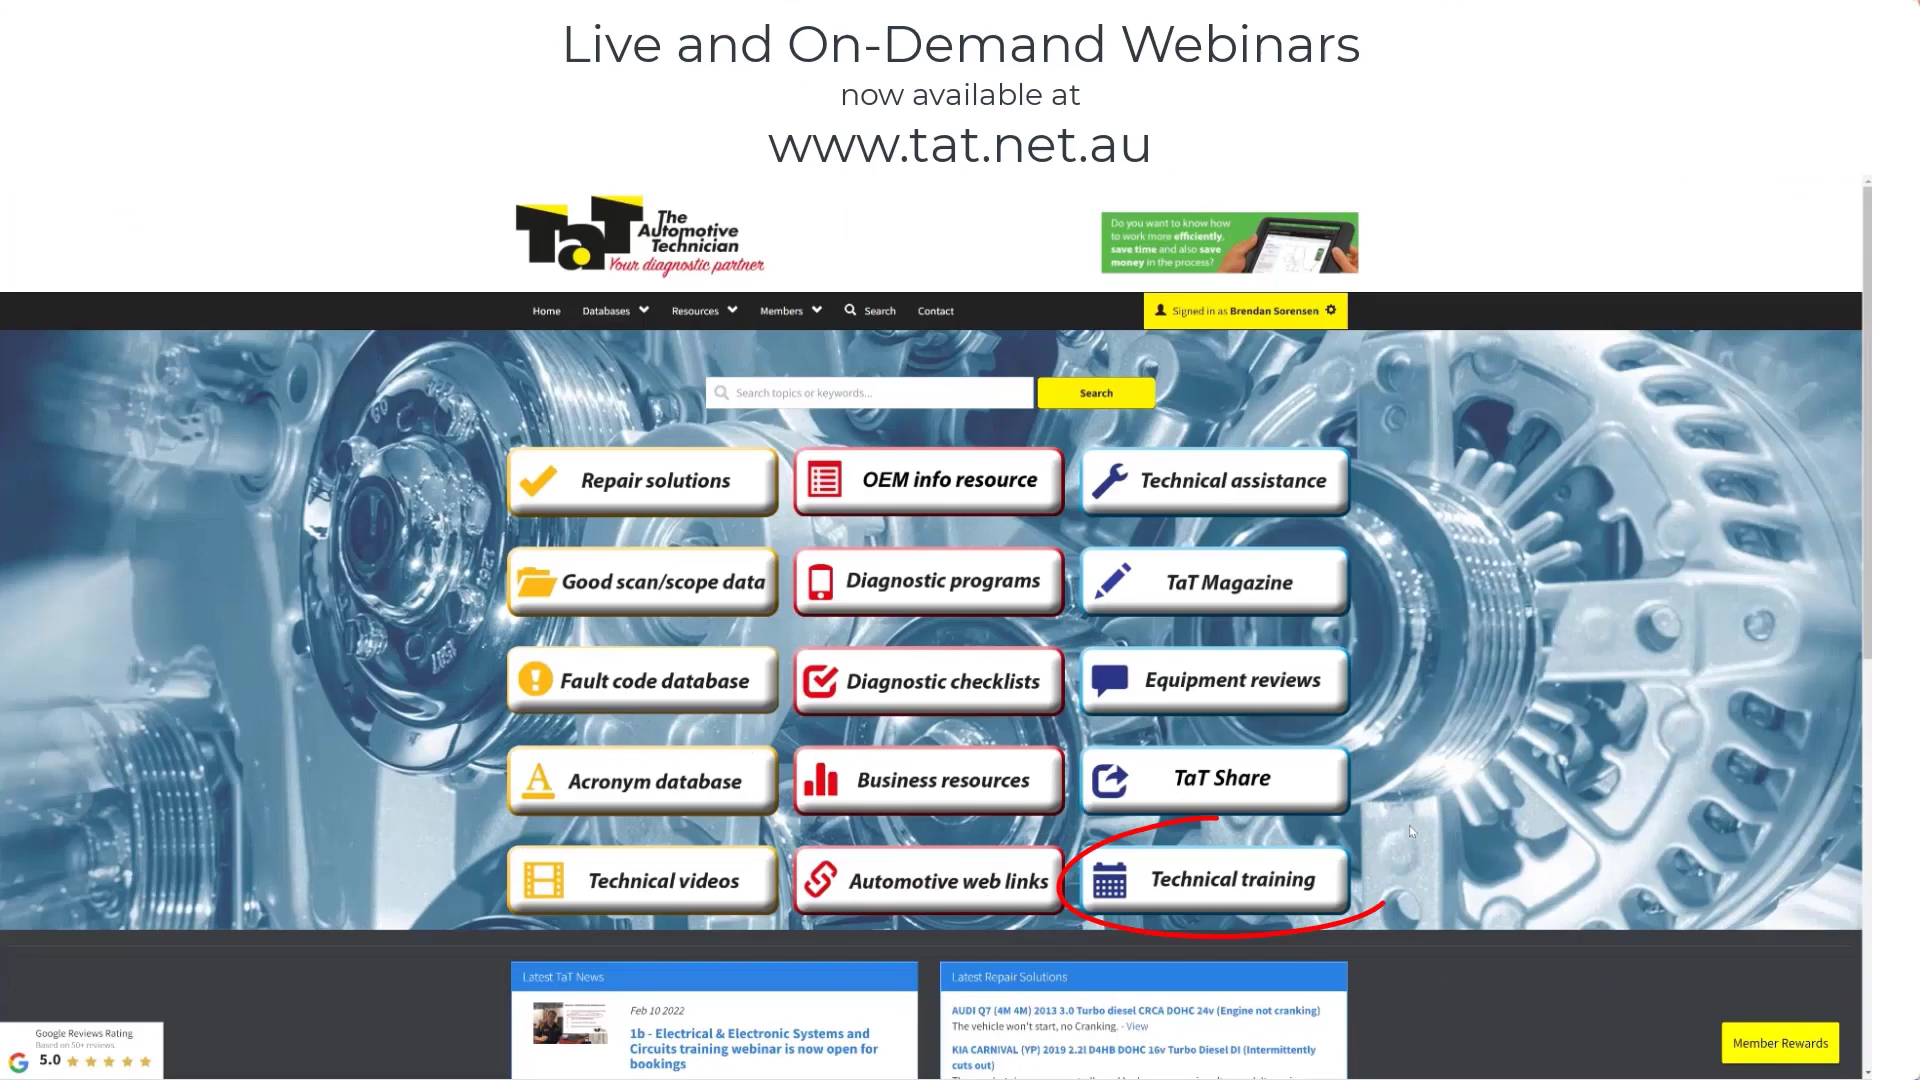 Live and On-Demand Webinars
now available at
www.tat.net.au
TaT The
Automotive
Technician
Your diagnostic partner
Do you want to know how
to work more efficiently,
save time and also save
money in the process?
Home Databases Resources Members Search Contact
Signed in as Brendan Sorensen
Search topics or keywords...
Search
Repair solutions
OEM info resource
Technical assistance
Good scan/scope data
Diagnostic programs
TaT Magazine
Fault code database
Diagnostic checklists
Equipment reviews
A Acronym database
Business resources
TaT Share
Technical videos
Automotive web links
Technical training
Latest TaT News
Feb 10 2022
1b - Electrical & Electronic Systems and
Circuits training webinar is now open for
bookings
Latest Repair Solutions
AUDI Q7 (4M 4M) 2013 3.0 Turbo diesel CRCA DOHC 24v (Engine not cranking)
The vehicle won't start, no Cranking. - View
KIA CARNIVAL (YP) 2019 2.2l D4HB DOHC 16v Turbo Diesel DI (Intermittently
cuts out)
Google Reviews Rating
Based on 50+ reviews.
G 5.0
Member Rewards